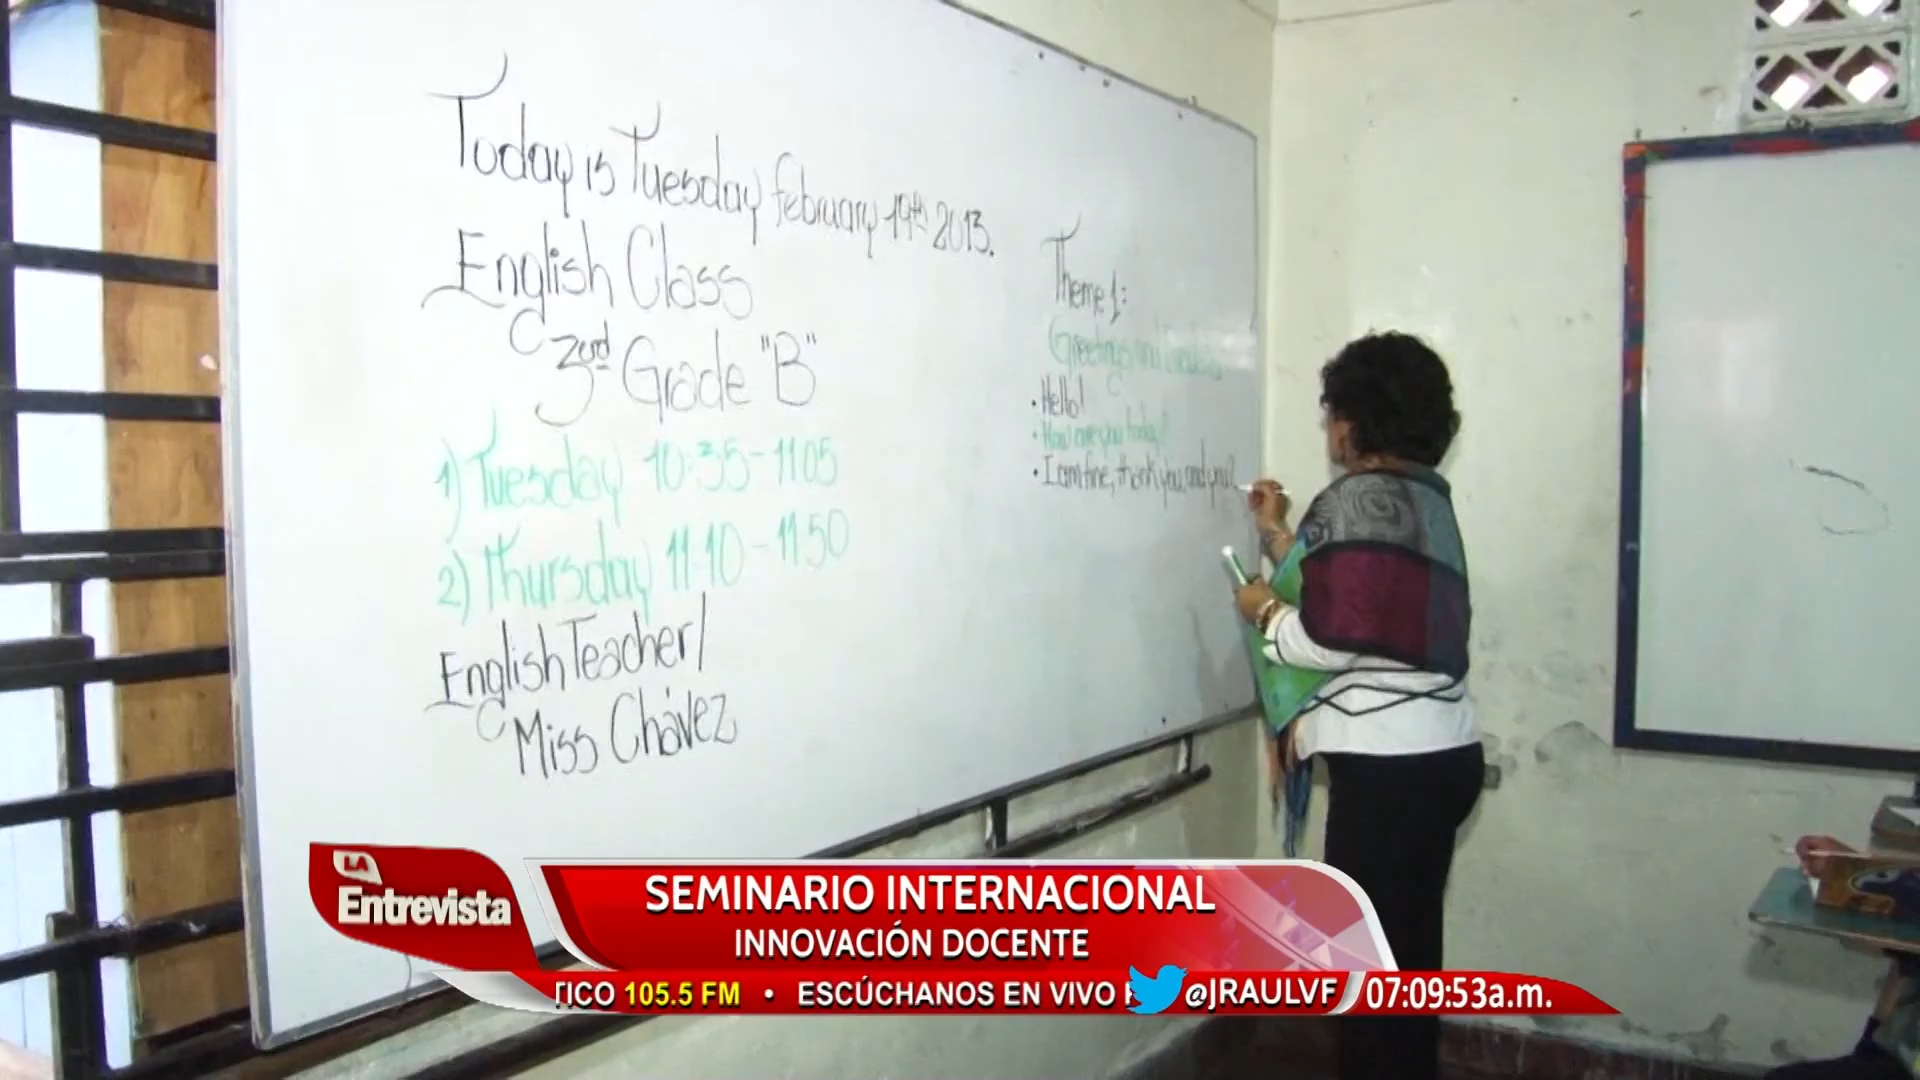 Today is Tuesday february 19th 2013.
English Class
3rd Grade "B"
1) Tuesday 10:35 - 11:05
2) Thursday 11:10 - 11:50
English Teacher/
Miss Chávez
Theme 1:
Greetings and
• Hello!
• How are you today?
• I am fine, thank you, and you?
LA
Entrevista
SEMINARIO INTERNACIONAL
INNOVACIÓN DOCENTE
TICO 105.5 FM • ESCÚCHANOS EN VIVO
@JRAULVF
07:09:53a.m.